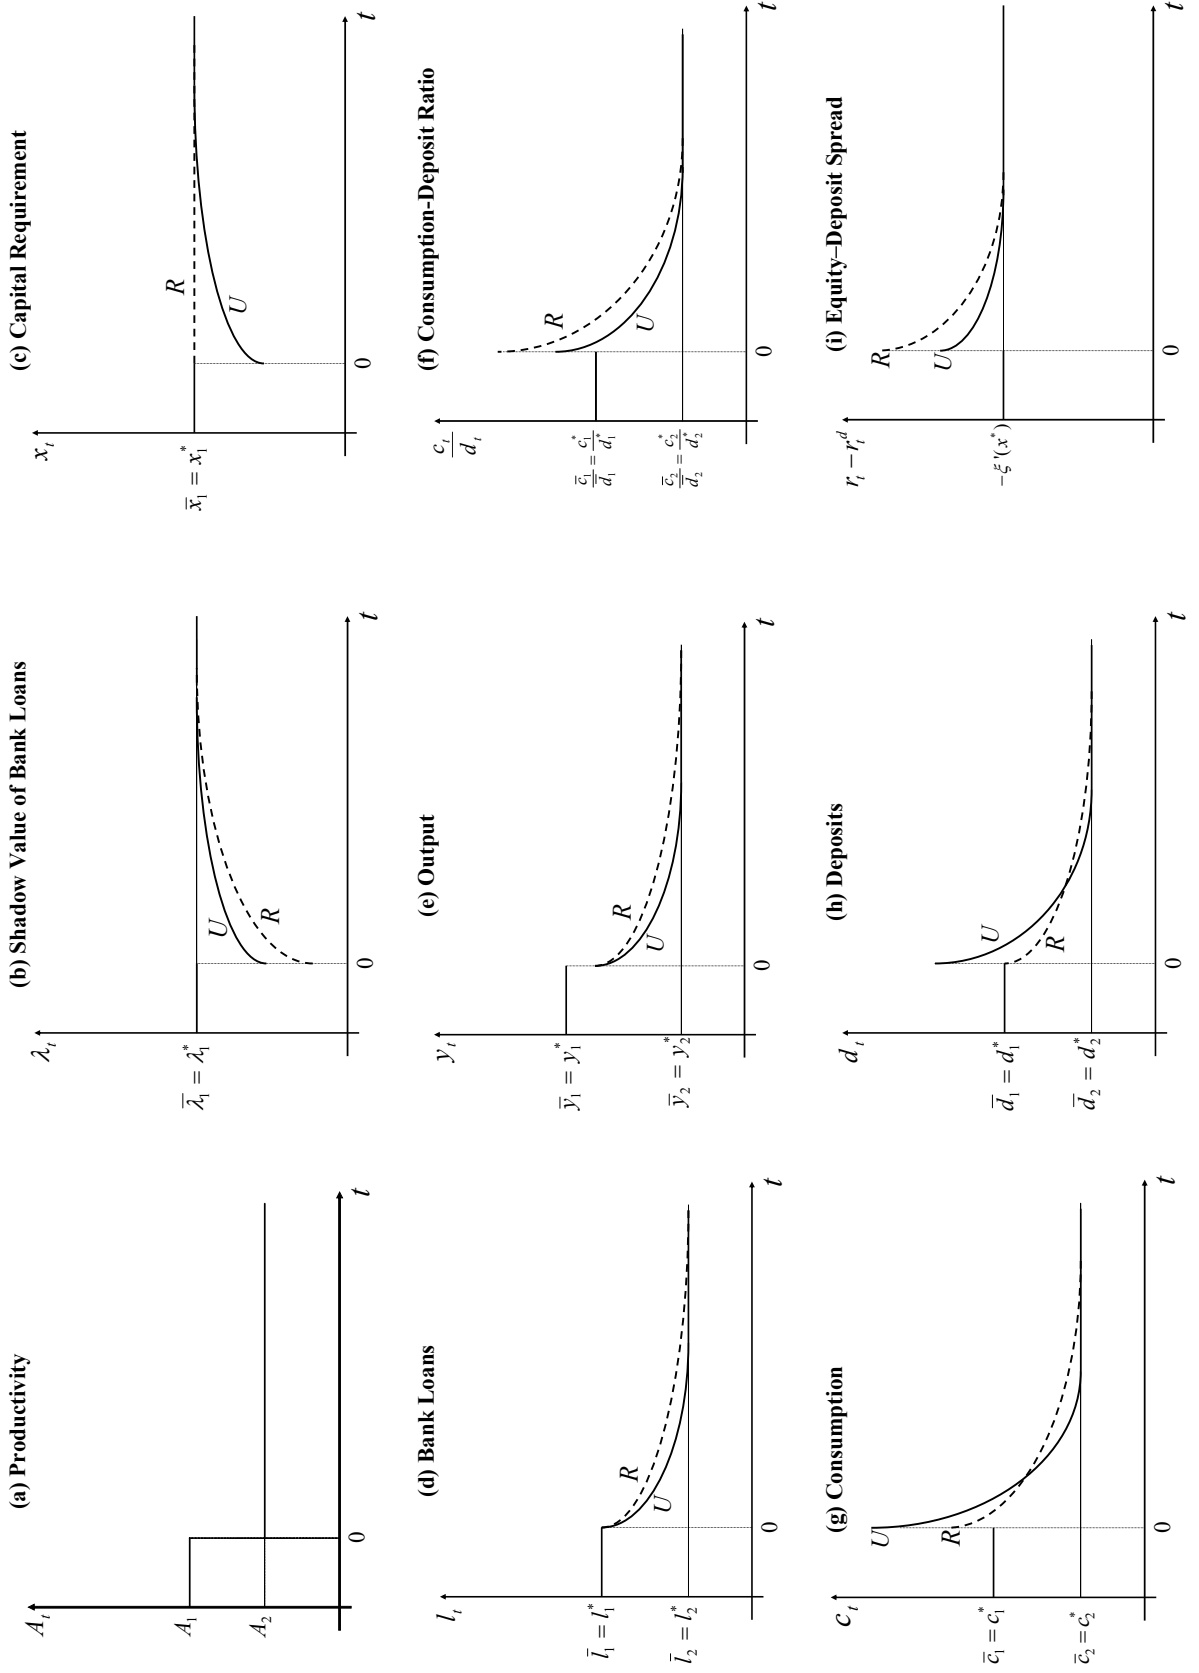 (a) Productivity
A_t
A_1
A_2
0
t
(b) Shadow Value of Bank Loans
λ_t
λ̄_1 = λ_1^*
U
R
0
t
(c) Capital Requirement
x_t
x̄_1 = x_1^*
R
U
0
t
(d) Bank Loans
l_t
l̄_1 = l_1^*
l̄_2 = l_2^*
R
U
0
t
(e) Output
y_t
ȳ_1 = y_1^*
ȳ_2 = y_2^*
R
U
0
t
(f) Consumption-Deposit Ratio
c_t/d_t
c̄_1/d̄_1 = c_1^*/d_1^*
c̄_2/d̄_2 = c_2^*/d_2^*
R
U
0
t
(g) Consumption
c_t
c̄_1 = c_1^*
c̄_2 = c_2^*
U
R
0
t
(h) Deposits
d_t
d̄_1 = d_1^*
d̄_2 = d_2^*
U
R
0
t
(i) Equity–Deposit Spread
r_t − r_t^d
−ξ'(x^*)
R
U
0
t